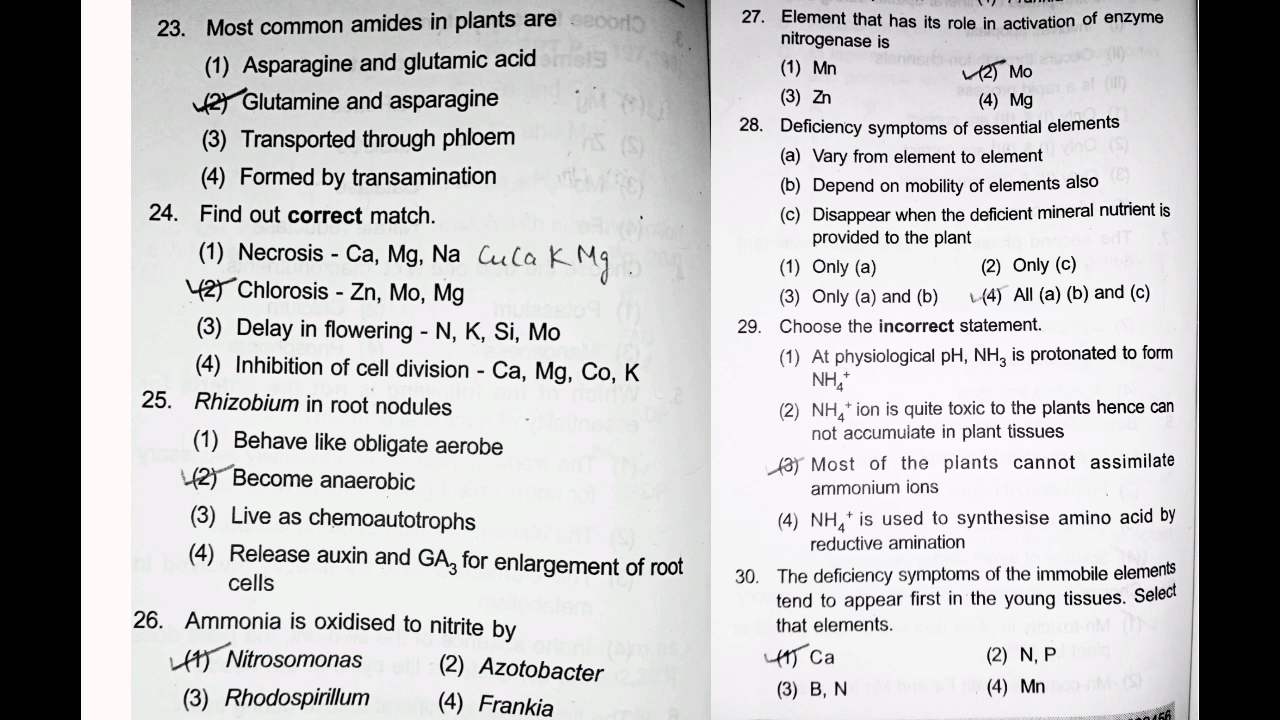 23. Most common amides in plants are
(1) Asparagine and glutamic acid
(2) Glutamine and asparagine
(3) Transported through phloem
(4) Formed by transamination
24. Find out correct match.
(1) Necrosis - Ca, Mg, Na CuCa K Mg
(2) Chlorosis - Zn, Mo, Mg
(3) Delay in flowering - N, K, Si, Mo
(4) Inhibition of cell division - Ca, Mg, Co, K
25. Rhizobium in root nodules
(1) Behave like obligate aerobe
(2) Become anaerobic
(3) Live as chemoautotrophs
(4) Release auxin and GA₃ for enlargement of root
cells
26. Ammonia is oxidised to nitrite by
(1) Nitrosomonas (2) Azotobacter
(3) Rhodospirillum (4) Frankia
27. Element that has its role in activation of enzyme
nitrogenase is
(1) Mn (2) Mo
(3) Zn (4) Mg
28. Deficiency symptoms of essential elements
(a) Vary from element to element
(b) Depend on mobility of elements also
(c) Disappear when the deficient mineral nutrient is
provided to the plant
(1) Only (a) (2) Only (c)
(3) Only (a) and (b) (4) All (a) (b) and (c)
29. Choose the incorrect statement.
(1) At physiological pH, NH₃ is protonated to form
NH₄⁺
(2) NH₄⁺ ion is quite toxic to the plants hence can
not accumulate in plant tissues
(3) Most of the plants cannot assimilate
ammonium ions
(4) NH₄⁺ is used to synthesise amino acid by
reductive amination
30. The deficiency symptoms of the immobile elements
tend to appear first in the young tissues. Select
that elements.
(1) Ca (2) N, P
(3) B, N (4) Mn